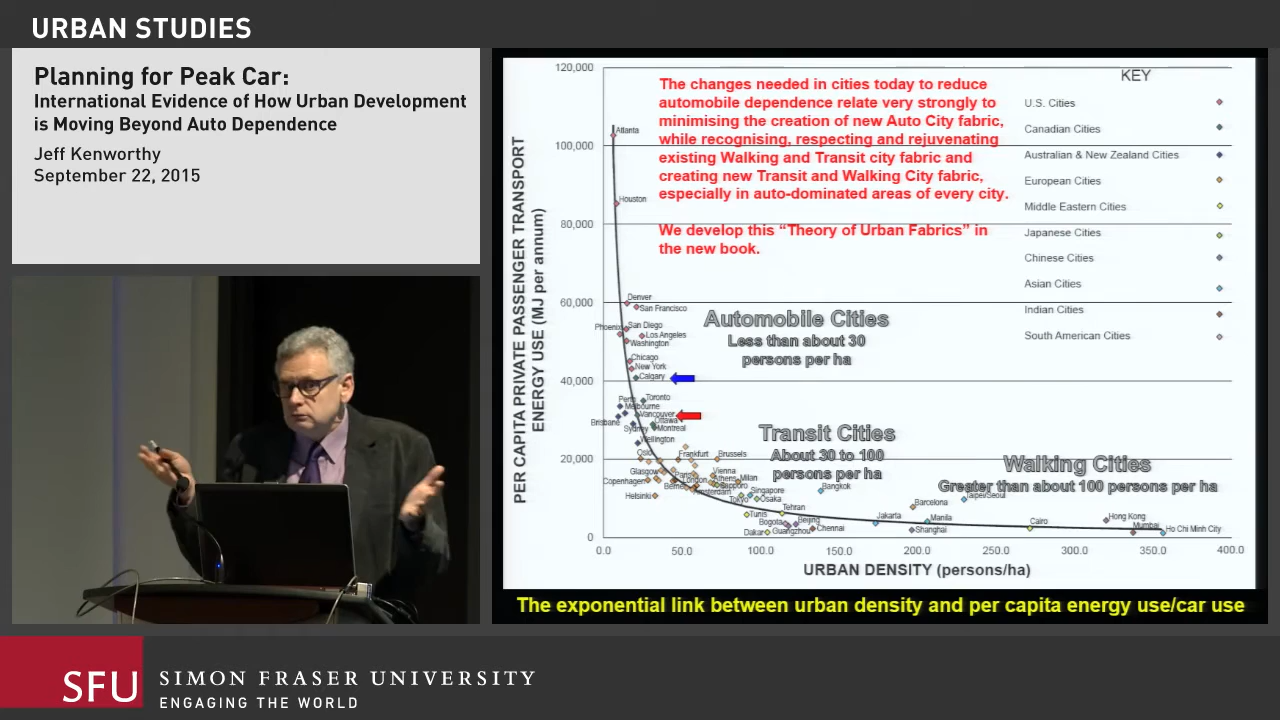 URBAN STUDIES
Planning for Peak Car:
International Evidence of How Urban Development
is Moving Beyond Auto Dependence
Jeff Kenworthy
September 22, 2015
PER CAPITA PRIVATE PASSENGER TRANSPORT
ENERGY USE (MJ per annum)
120,000
100,000
80,000
60,000
40,000
20,000
0
The changes needed in cities today to reduce
automobile dependence relate very strongly to
minimising the creation of new Auto City fabric,
while recognising, respecting and rejuvenating
existing Walking and Transit city fabric and
creating new Transit and Walking City fabric,
especially in auto-dominated areas of every city.
We develop this “Theory of Urban Fabrics” in
the new book.
KEY
U.S. Cities
Canadian Cities
Australian & New Zealand Cities
European Cities
Middle Eastern Cities
Japanese Cities
Chinese Cities
Asian Cities
Indian Cities
South American Cities
Atlanta
Houston
Denver
San Francisco
Phoenix
San Diego
Los Angeles
Washington
Chicago
New York
Calgary
Toronto
Perth
Melbourne
Vancouver
Brisbane
Ottawa
Sydney
Montreal
Wellington
Oslo
Frankfurt
Brussels
Glasgow
Paris
Vienna
Copenhagen
London
Athens
Milan
Berne
Amsterdam
Sapporo
Helsinki
Tokyo
Singapore
Osaka
Bangkok
Tunis
Tehran
Bogota
Beijing
Dakar
Guangzhou
Chennai
Jakarta
Barcelona
Manila
Shanghai
Taipei/Seoul
Cairo
Hong Kong
Mumbai
Ho Chi Minh City
Automobile Cities
Less than about 30
persons per ha
Transit Cities
About 30 to 100
persons per ha
Walking Cities
Greater than about 100 persons per ha
0.0
50.0
100.0
150.0
200.0
250.0
300.0
350.0
400.0
URBAN DENSITY (persons/ha)
The exponential link between urban density and per capita energy use/car use
SFU
SIMON FRASER UNIVERSITY
ENGAGING THE WORLD